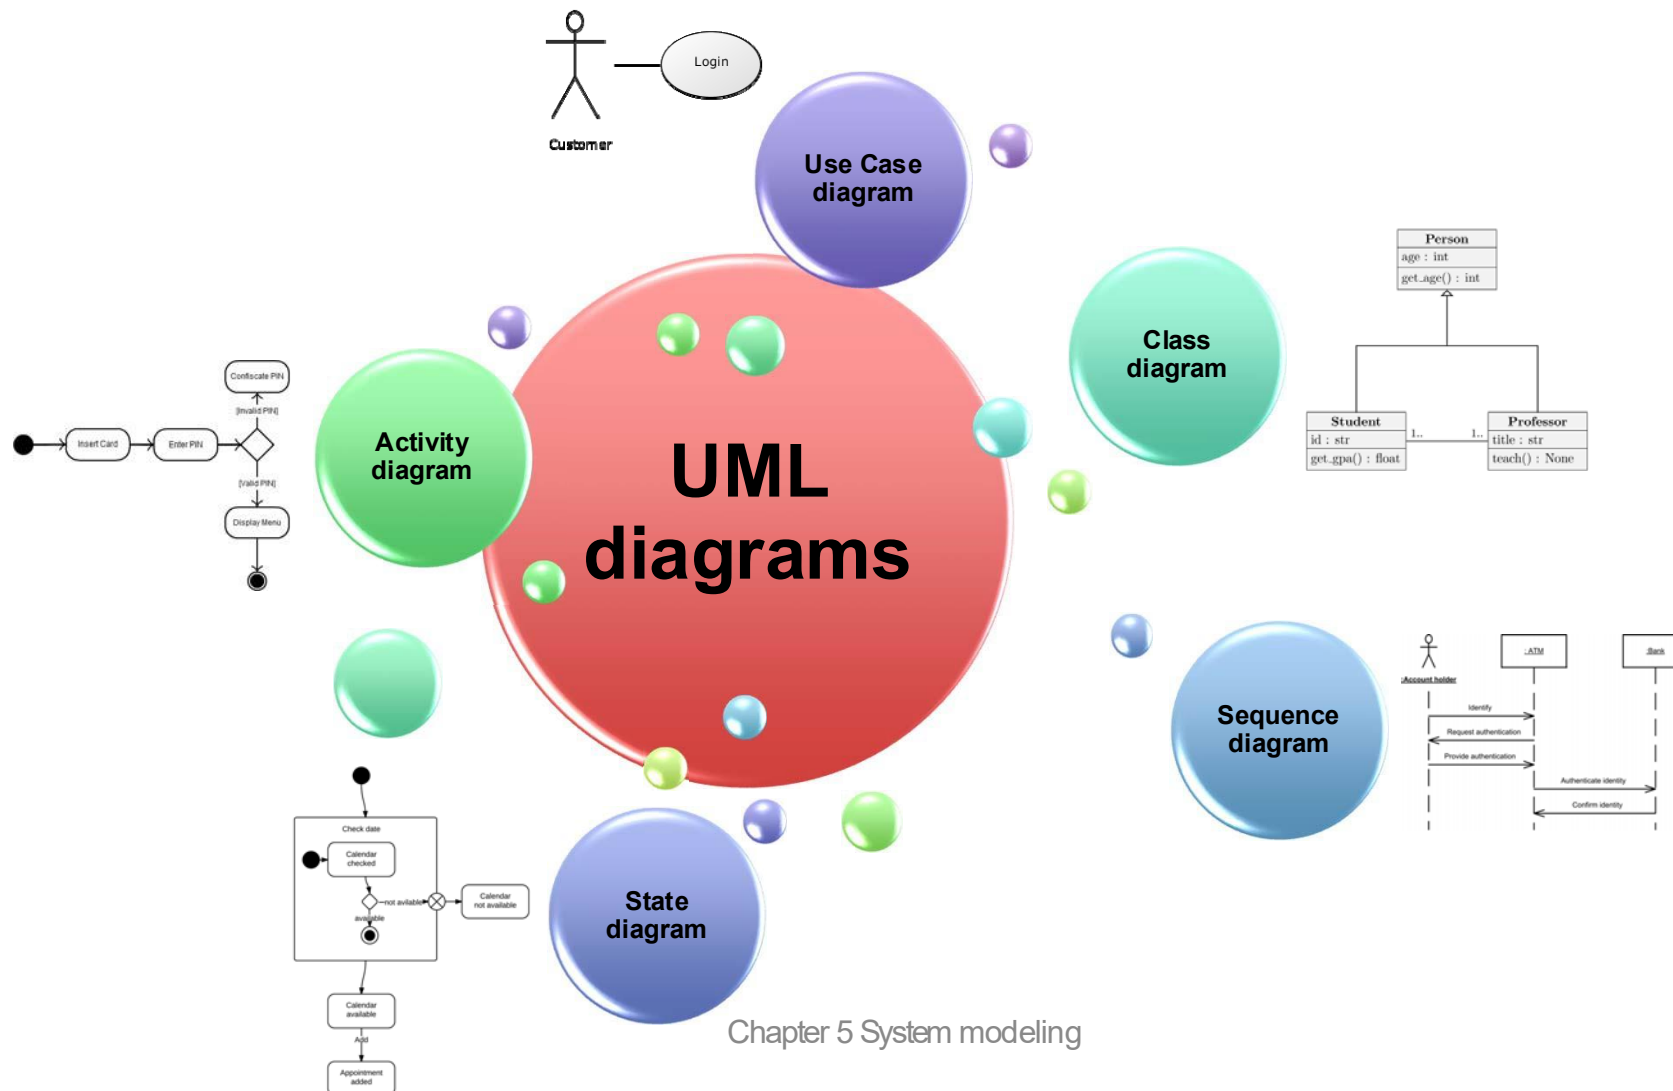 Login
Customer
Use Case
diagram
Person
age : int
get_age() : int
Class
diagram
Student
id : str
get_gpa() : float
1..
1..
Professor
title : str
teach() : None
Confiscate PIN
[Invalid PIN]
Insert Card
Enter PIN
[Valid PIN]
Display Menu
Activity
diagram
UML
diagrams
Sequence
diagram
:Account holder
: ATM
:Bank
Identify
Request authentication
Provide authentication
Authenticate identity
Confirm identity
Check date
Calendar
checked
not avilable
available
Calendar
not available
Calendar
available
Add
Appointment
added
State
diagram
Chapter 5 System modeling